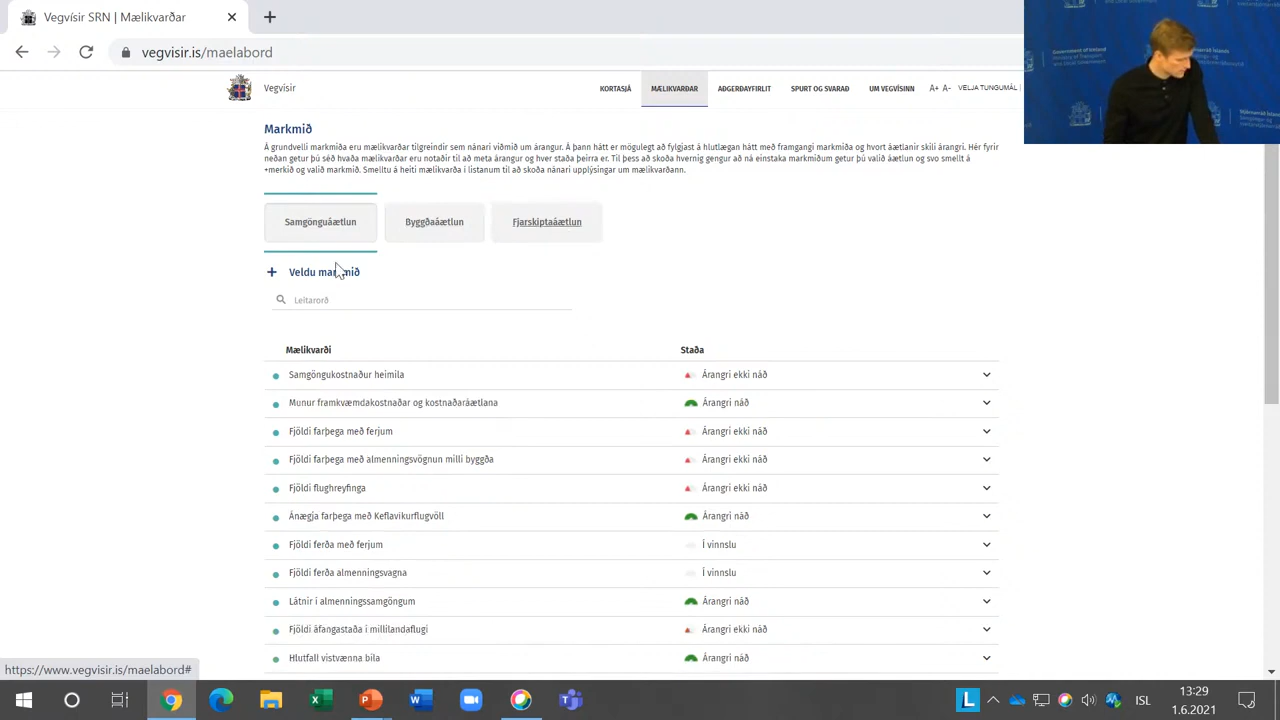 Vegvísir SRN | Mælikvarðar
vegvisir.is/maelabord
Vegvísir
KORTASJÁ
MÆLIKVARÐAR
AÐGERÐAYFIRLIT
SPURT OG SVARAÐ
UM VEGVÍSINN
A+ A-
VELJA TUNGUMÁL
Markmið
Á grundvelli markmiða eru mælikvarðar tilgreindir sem nánari viðmið um árangur. Á þann hátt er mögulegt að fylgjast á hlutlægan hátt með framgangi markmiða og hvort áætlanir skili árangri. Hér fyrir
neðan getur þú séð hvaða mælikvarðar eru notaðir til að meta árangur og hver staða þeirra er. Til þess að skoða hvernig gengur að ná einstaka markmiðum getur þú valið áætlun og svo smellt á
+merkið og valið markmið. Smelltu á heiti mælikvarða í listanum til að skoða nánari upplýsingar um mælikvarðann.
Samgönguáætlun
Byggðaáætlun
Fjarskiptaáætlun
+ Veldu markmið
Leitarorð
Mælikvarði Staða
Samgöngukostnaður heimila Árangri ekki náð
Munur framkvæmdakostnaðar og kostnaðaráætlana Árangri náð
Fjöldi farþega með ferjum Árangri ekki náð
Fjöldi farþega með almenningsvögnun milli byggða Árangri ekki náð
Fjöldi flughreyfinga Árangri ekki náð
Ánægja farþega með Keflavíkurflugvöll Árangri náð
Fjöldi ferða með ferjum Í vinnslu
Fjöldi ferða almenningsvagna Í vinnslu
Látnir í almenningssamgöngum Árangri náð
Fjöldi áfangastaða í millilandaflugi Árangri ekki náð
Hlutfall vistvænna bíla Árangri náð
https://www.vegvisir.is/maelabord#
ISL
13:29
1.6.2021